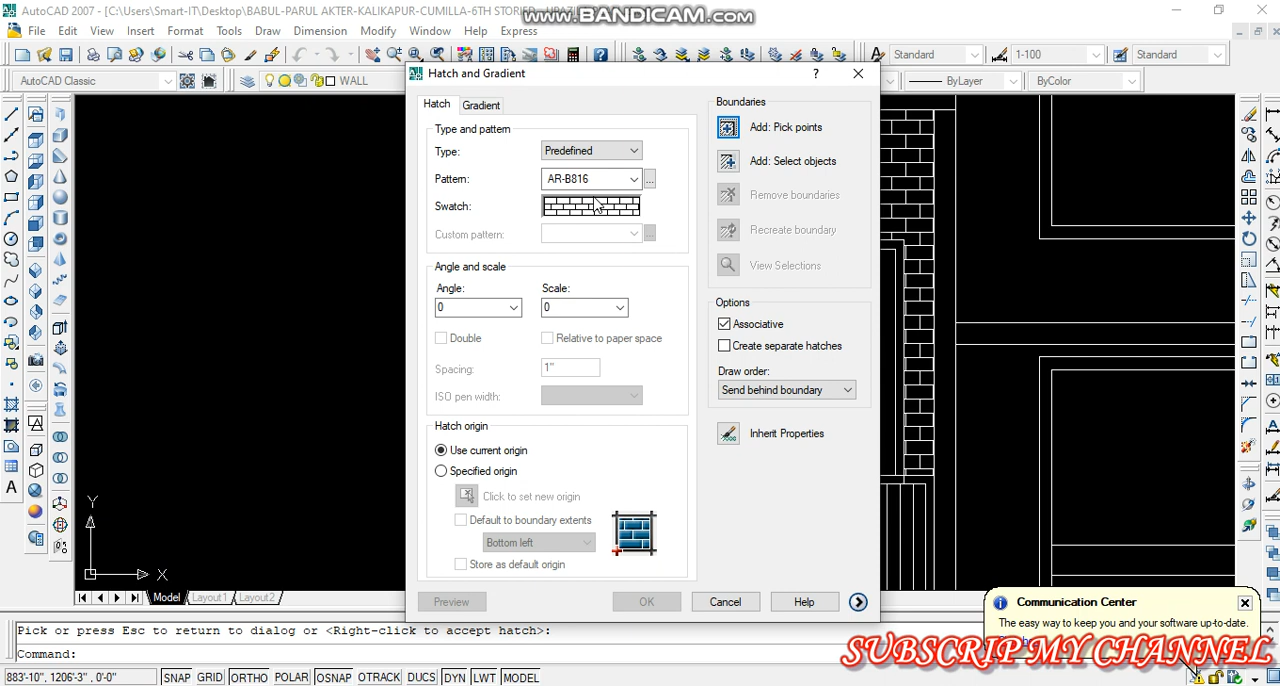 AutoCAD 2007 - [C:\Users\Smart-IT\Desktop\BABUL-PARUL AKTER-KALIKAPUR-CUMILLA-6TH STORIED
www.BANDICAM.com
File Edit View Insert Format Tools Draw Dimension Modify Window Help Express
Standard 1-100 Standard
AutoCAD Classic WALL ByLayer ByColor
Hatch and Gradient ?
Hatch Gradient
Type and pattern
Type: Predefined
Pattern: AR-B816 ...
Swatch:
Custom pattern: ...
Angle and scale
Angle: Scale:
0 0
Double Relative to paper space
Spacing: 1"
ISO pen width:
Hatch origin
Use current origin
Specified origin
Click to set new origin
Default to boundary extents
Bottom left
Store as default origin
Boundaries
Add: Pick points
Add: Select objects
Remove boundaries
Recreate boundary
View Selections
Options
Associative
Create separate hatches
Draw order:
Send behind boundary
Inherit Properties
Preview OK Cancel Help
A
Y
X
Model Layout1 Layout2
Communication Center
The easy way to keep you and your software up-to-date.
Pick or press Esc to return to dialog or <Right-click to accept hatch>:
Command:
SUBSCRIP MY CHANNEL
883'-10", 1206'-3" , 0'-0" SNAP GRID ORTHO POLAR OSNAP OTRACK DUCS DYN LWT MODEL